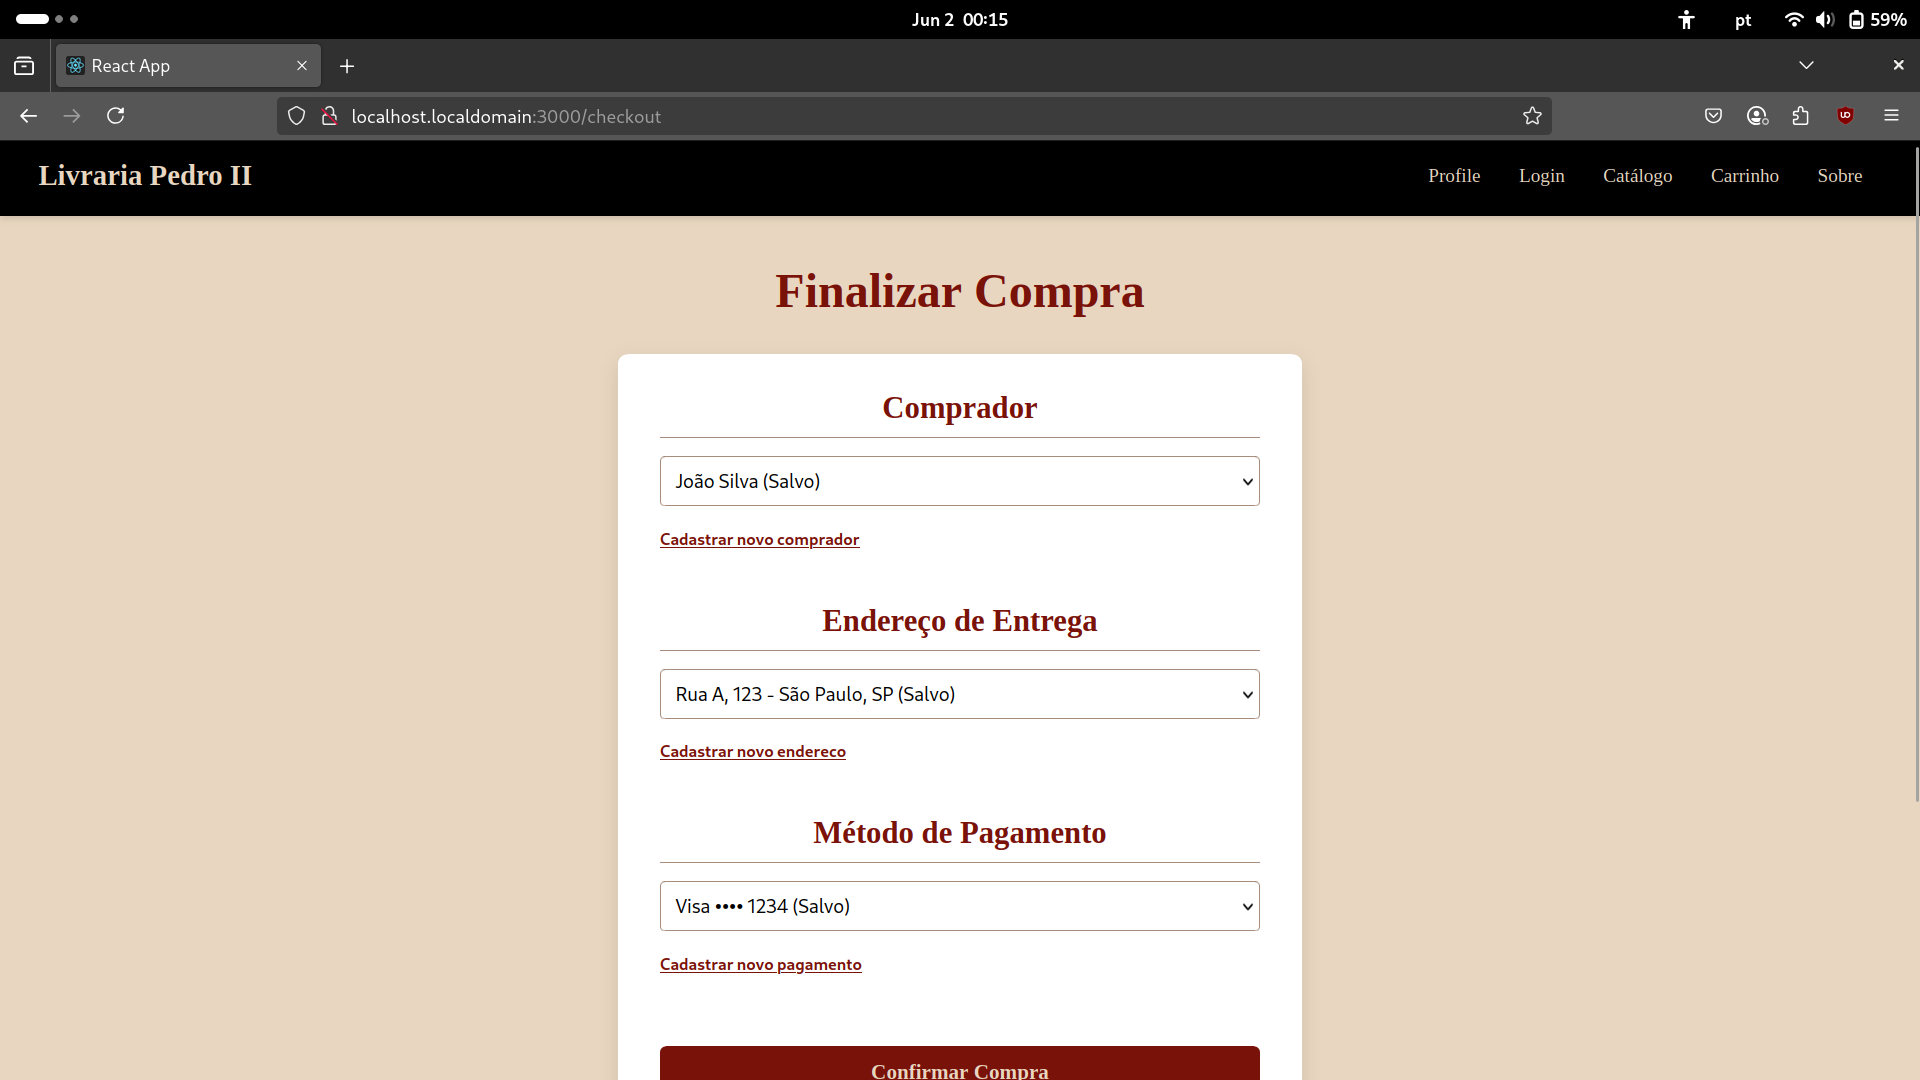 Jun 2 00:15
pt
59%
React App
localhost.localdomain:3000/checkout
Livraria Pedro II
Profile
Login
Catálogo
Carrinho
Sobre
Finalizar Compra
Comprador
João Silva (Salvo)
Cadastrar novo comprador
Endereço de Entrega
Rua A, 123 - São Paulo, SP (Salvo)
Cadastrar novo endereco
Método de Pagamento
Visa •••• 1234 (Salvo)
Cadastrar novo pagamento
Confirmar Compra